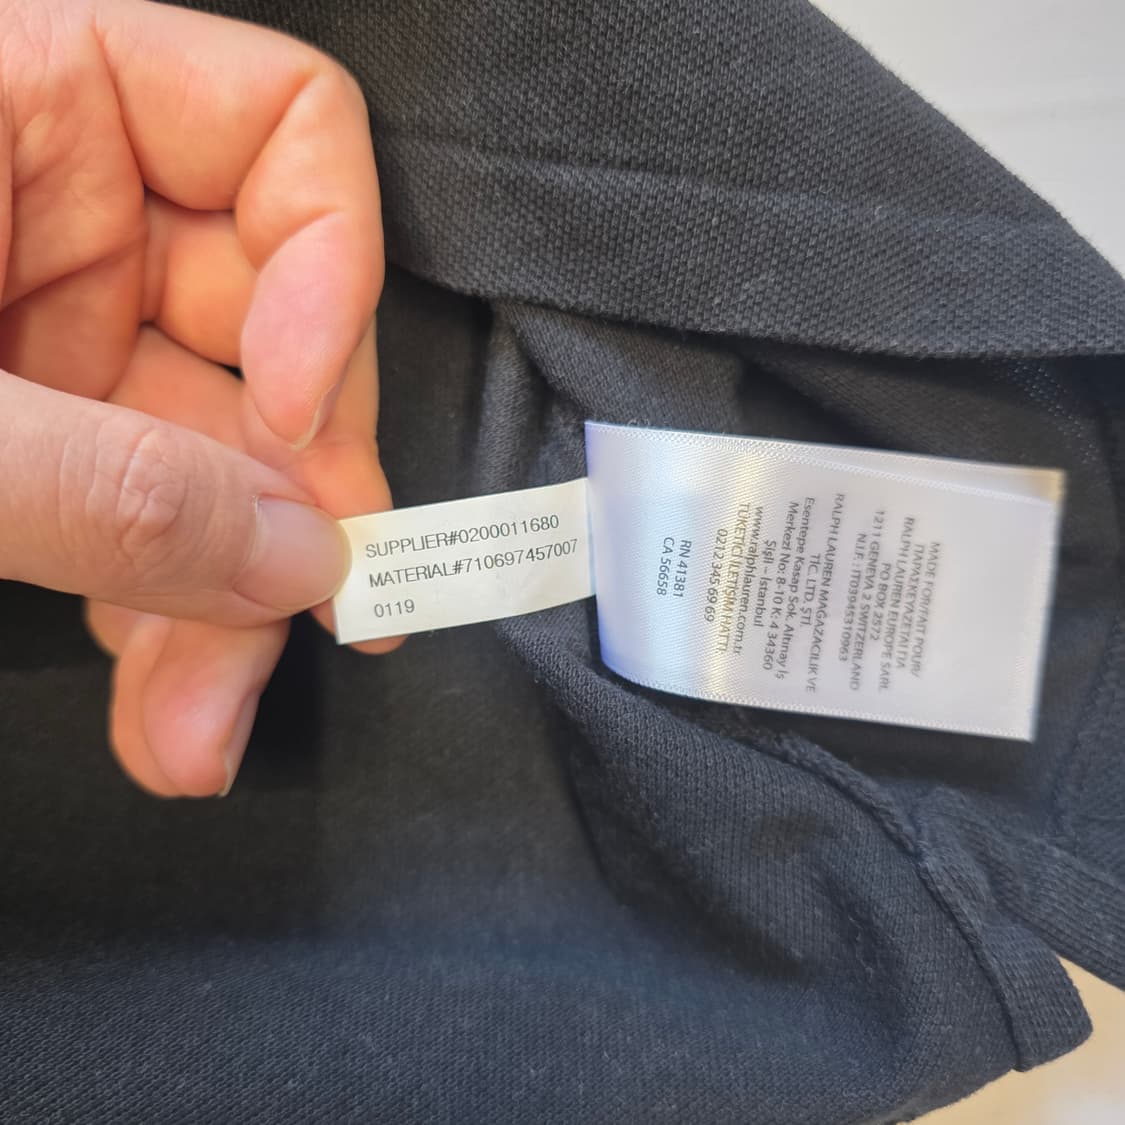 SUPPLIER#0200011680
MATERIAL#710697457007
0119
MADE FOR/FAIT POUR/
ΠΑΡΑΣΚΕΥΑΖΕΤΑΙ ΓΙΑ
RALPH LAUREN EUROPE SARL
PO BOX 2572
1211 GENEVA 2 SWITZERLAND
N.I.F.: IT03945310963
RALPH LAUREN MAĞAZACILIK VE
TİC. LTD. ŞTİ.
Esentepe Kasap Sok. Altınay İş
Merkezi No: 8-10 K: 4 34360
Şişli – İstanbul
www.ralphlauren.com.tr
TÜKETİCİ İLETİŞİM HATTI:
0212 345 69 69
RN 41381
CA 56658